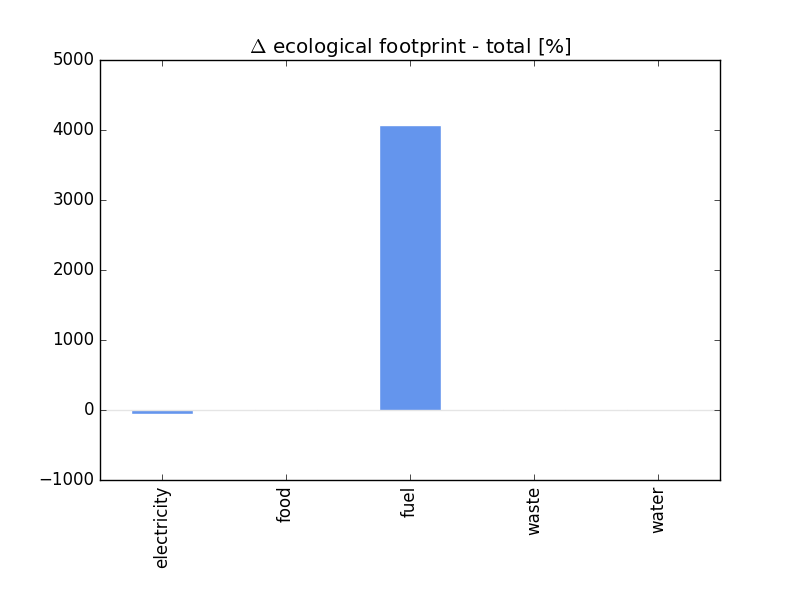 Δ ecological footprint - total [%]
5000
4000
3000
2000
1000
0
−1000
electricity
food
fuel
waste
water